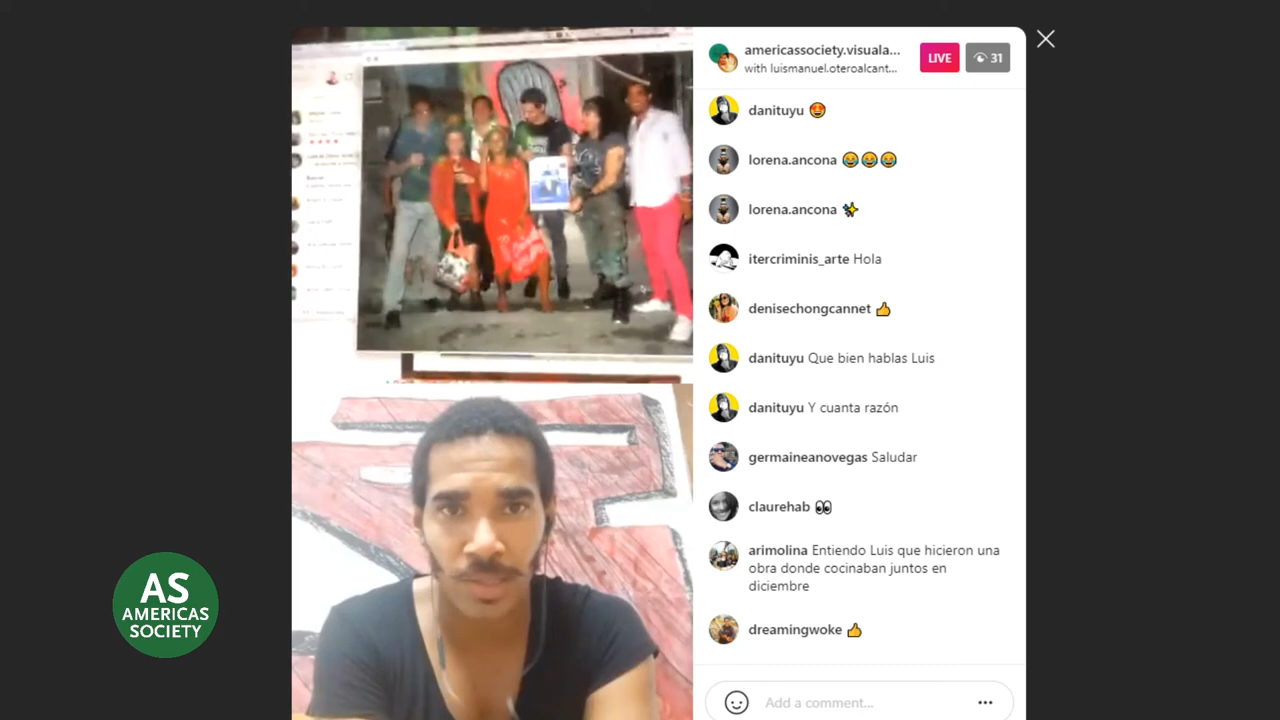 americassociety.visuala...
with luismanuel.oteroalcant...
LIVE
31
danituyu 😍
lorena.ancona 😂😂😂
lorena.ancona ✨
itercriminis_arte Hola
denisechongcannet 👍
danituyu Que bien hablas Luis
danituyu Y cuanta razón
germaineanovegas Saludar
claurehab 👀
arimolina Entiendo Luis que hicieron una
obra donde cocinaban juntos en
diciembre
dreamingwoke 👍
Add a comment...
AS
AMERICAS
SOCIETY